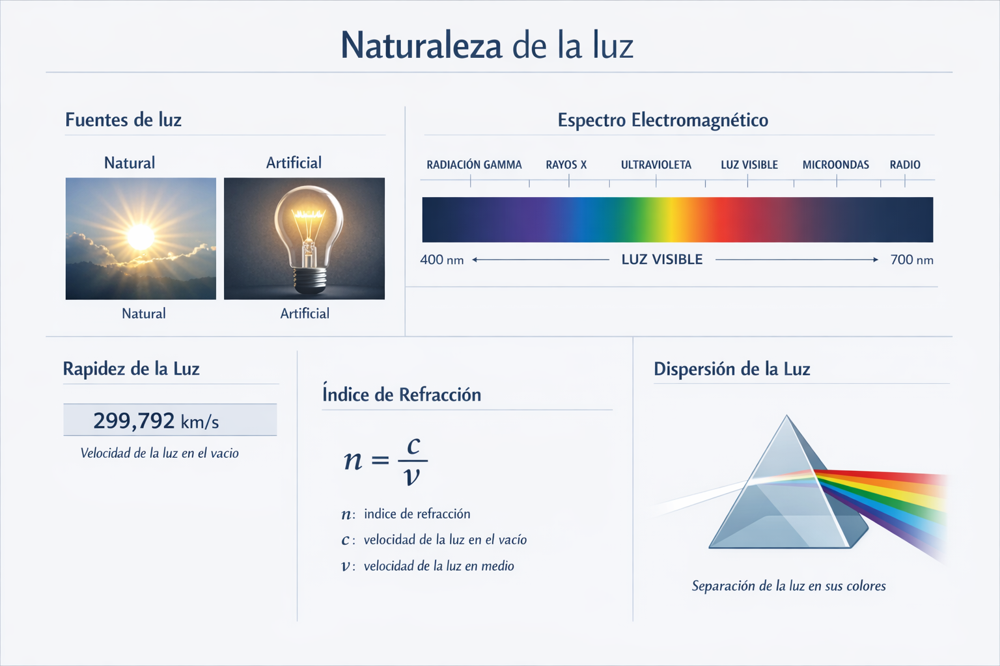 Naturaleza de la luz
Fuentes de luz
Natural
Artificial
Natural
Artificial
Espectro Electromagnético
RADIACIÓN GAMMA
RAYOS X
ULTRAVIOLETA
LUZ VISIBLE
MICROONDAS
RADIO
400 nm
LUZ VISIBLE
700 nm
Rapidez de la Luz
299,792 km/s
Velocidad de la luz en el vacio
Índice de Refracción
n = c
v
n: indice de refracción
c: velocidad de la luz en el vacío
v: velocidad de la luz en medio
Dispersión de la Luz
Separación de la luz en sus colores